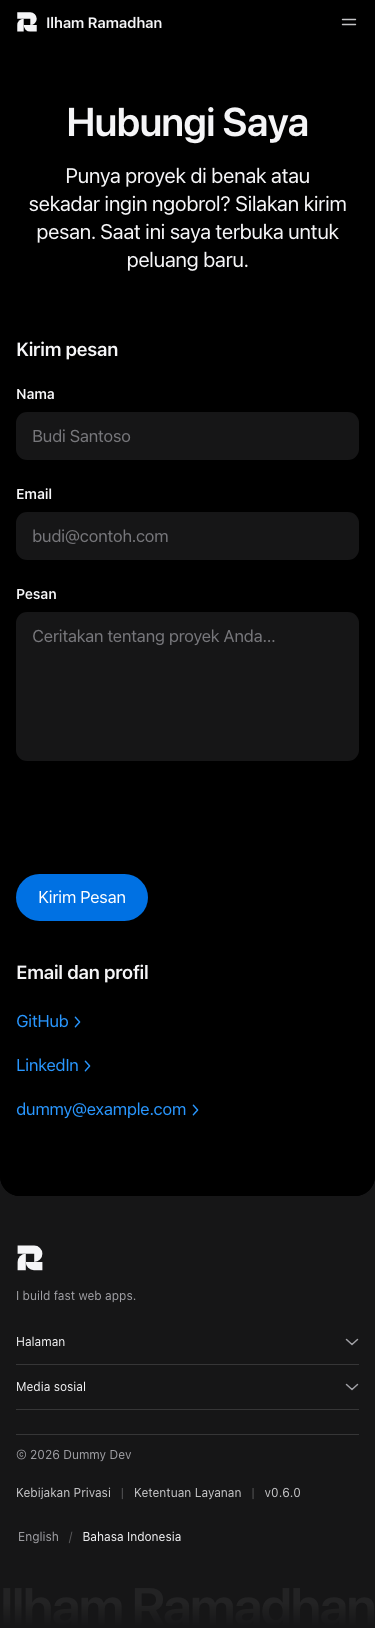 Ilham Ramadhan
Hubungi Saya
Punya proyek di benak atau
sekadar ingin ngobrol? Silakan kirim
pesan. Saat ini saya terbuka untuk
peluang baru.
Kirim pesan
Nama
Budi Santoso
Email
budi@contoh.com
Pesan
Ceritakan tentang proyek Anda...
Kirim Pesan
Email dan profil
GitHub
LinkedIn
dummy@example.com
I build fast web apps.
Halaman
Media sosial
© 2026 Dummy Dev
Kebijakan Privasi | Ketentuan Layanan | v0.6.0
English / Bahasa Indonesia
Ilham Ramadhan